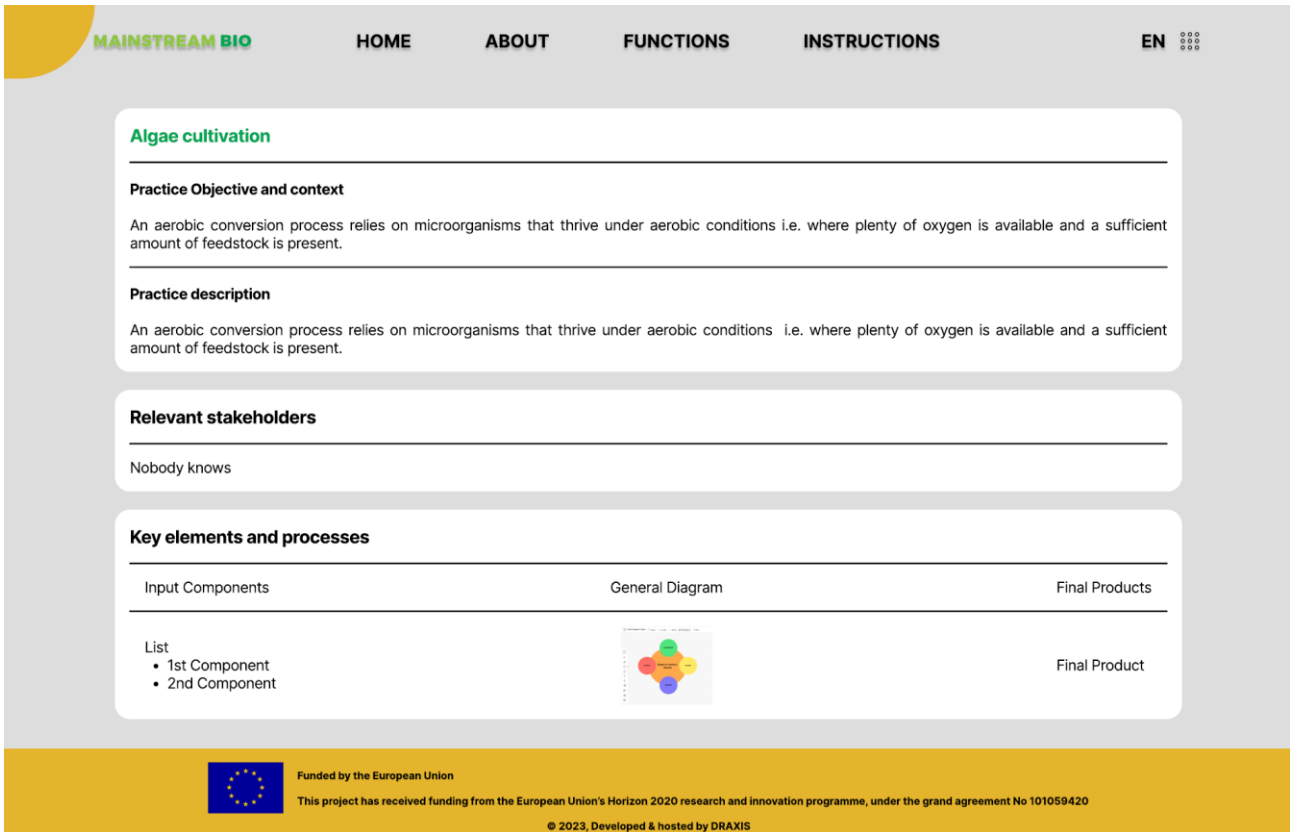 MAINSTREAM BIO HOME ABOUT FUNCTIONS INSTRUCTIONS EN
Algae cultivation
Practice Objective and context
An aerobic conversion process relies on microorganisms that thrive under aerobic conditions i.e. where plenty of oxygen is available and a sufficient
amount of feedstock is present.
Practice description
An aerobic conversion process relies on microorganisms that thrive under aerobic conditions i.e. where plenty of oxygen is available and a sufficient
amount of feedstock is present.
Relevant stakeholders
Nobody knows
Key elements and processes
Input Components General Diagram Final Products
List
• 1st Component
• 2nd Component
Final Product
Funded by the European Union
This project has received funding from the European Union's Horizon 2020 research and innovation programme, under the grand agreement No 101059420
© 2023, Developed & hosted by DRAXIS